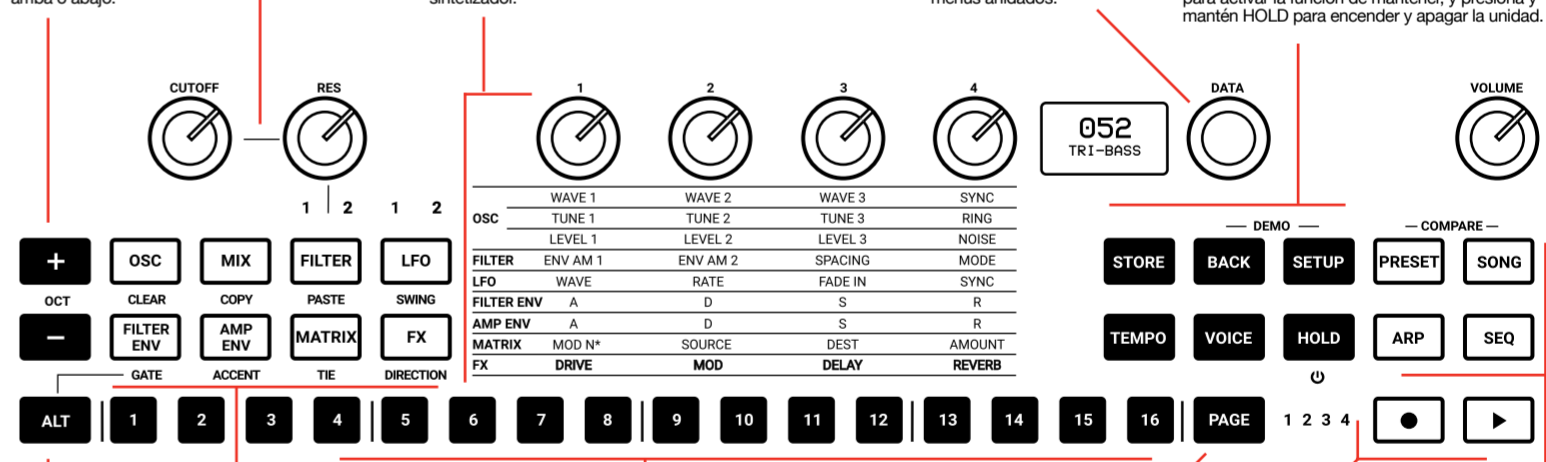 arriba o abajo.
sintetizador.
menús anidados.
para activar la función de mantener, y presiona y
mantén HOLD para encender y apagar la unidad.
CUTOFF RES 1 2 3 4 DATA VOLUME
052
TRI-BASS
1 2 1 2
WAVE 1 WAVE 2 WAVE 3 SYNC
OSC TUNE 1 TUNE 2 TUNE 3 RING
LEVEL 1 LEVEL 2 LEVEL 3 NOISE
FILTER ENV AM 1 ENV AM 2 SPACING MODE
LFO WAVE RATE FADE IN SYNC
FILTER ENV A D S R
AMP ENV A D S R
MATRIX MOD N* SOURCE DEST AMOUNT
FX DRIVE MOD DELAY REVERB
DEMO COMPARE
+ OSC MIX FILTER LFO STORE BACK SETUP PRESET SONG
OCT CLEAR COPY PASTE SWING
− FILTER ENV AMP ENV MATRIX FX TEMPO VOICE HOLD ARP SEQ
GATE ACCENT TIE DIRECTION
ALT 1 2 3 4 5 6 7 8 9 10 11 12 13 14 15 16 PAGE 1 2 3 4